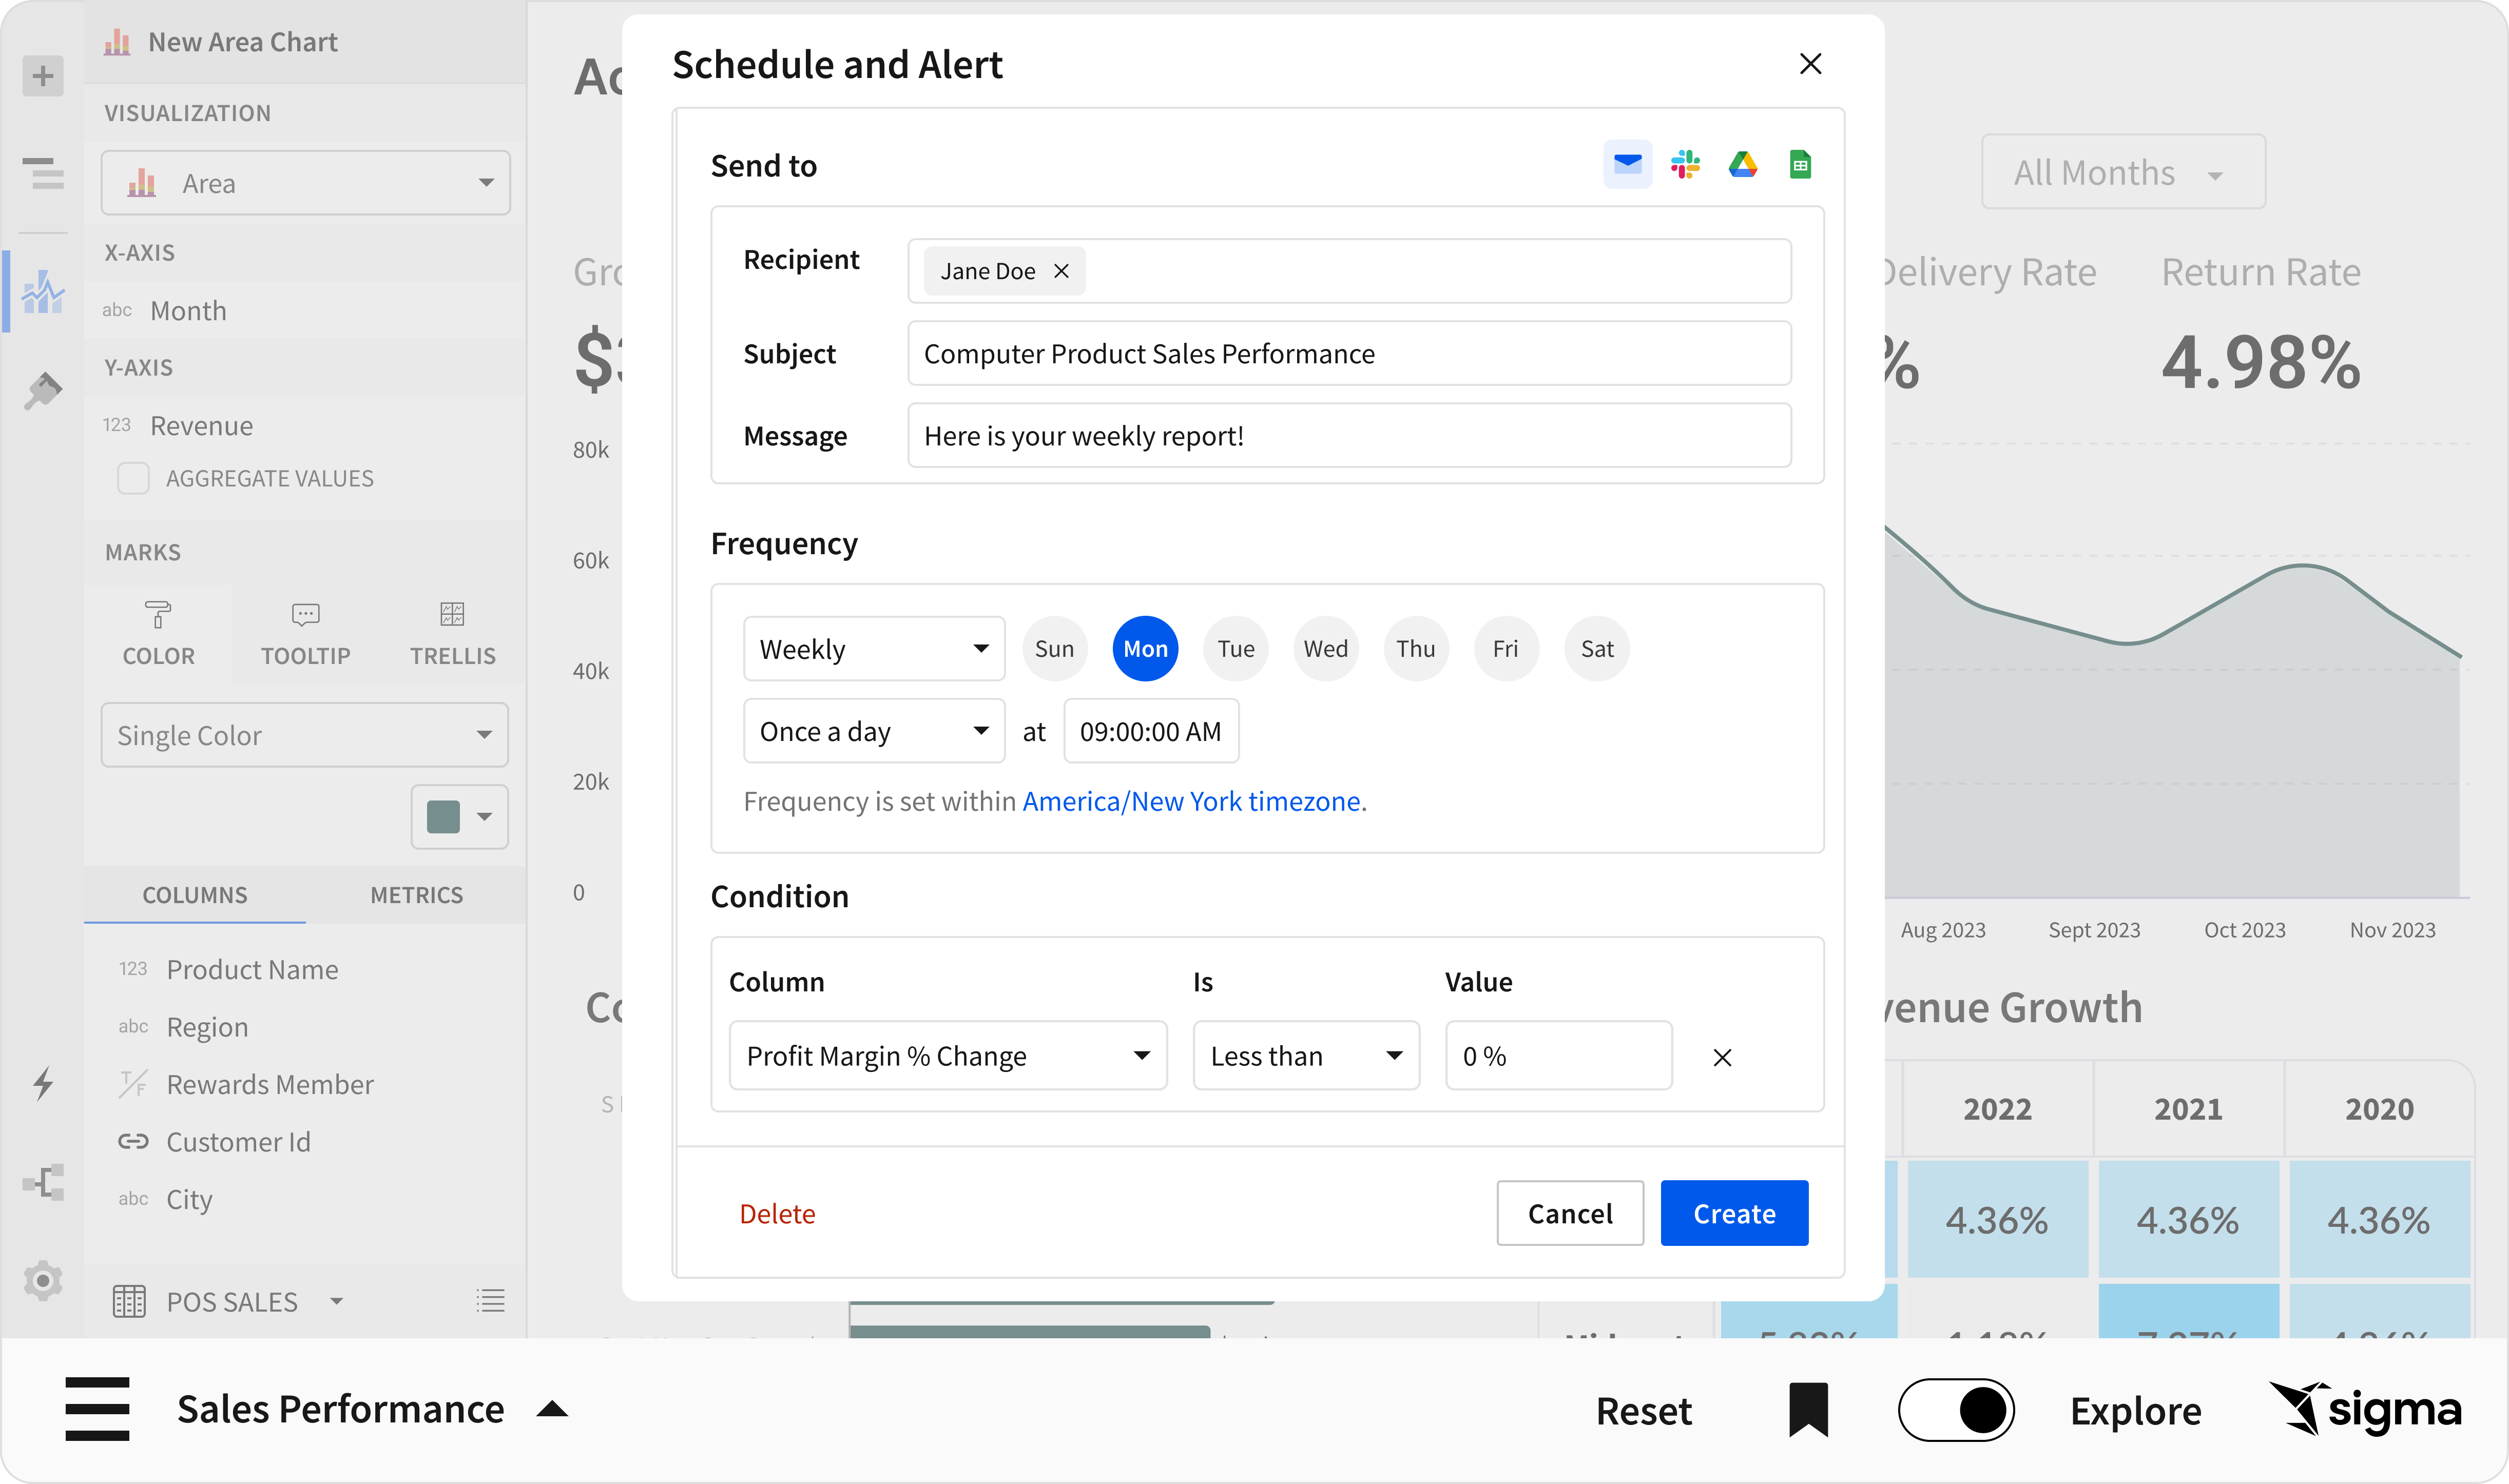 New Area Chart
VISUALIZATION
Area
X-AXIS
abc Month
Y-AXIS
123 Revenue
AGGREGATE VALUES
MARKS
COLOR TOOLTIP TRELLIS
Single Color
COLUMNS METRICS
123 Product Name
abc Region
T/F Rewards Member
Customer Id
abc City
POS SALES
All Months
Delivery Rate Return Rate
% 4.98%
80k
60k
40k
20k
0
Aug 2023 Sept 2023 Oct 2023 Nov 2023
Growth
2022 2021 2020
4.36% 4.36% 4.36%
Schedule and Alert
Send to
Recipient Jane Doe
Subject Computer Product Sales Performance
Message Here is your weekly report!
Frequency
Weekly Sun Mon Tue Wed Thu Fri Sat
Once a day at 09:00:00 AM
Frequency is set within America/New York timezone.
Condition
Column Is Value
Profit Margin % Change Less than 0 %
Delete Cancel Create
Sales Performance Reset Explore sigma